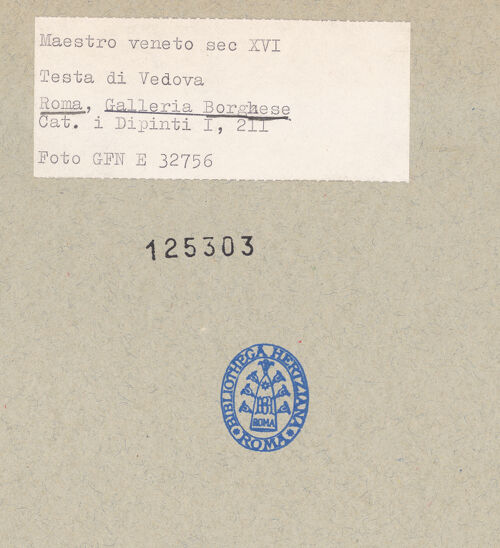 Maestro veneto sec XVI
Testa di Vedova
Roma, Galleria Borghese
Cat. i Dipinti I, 211
Foto GFN E 32756
125303
BIBLIOTHECA HERTZIANA
ROMA
ROMA